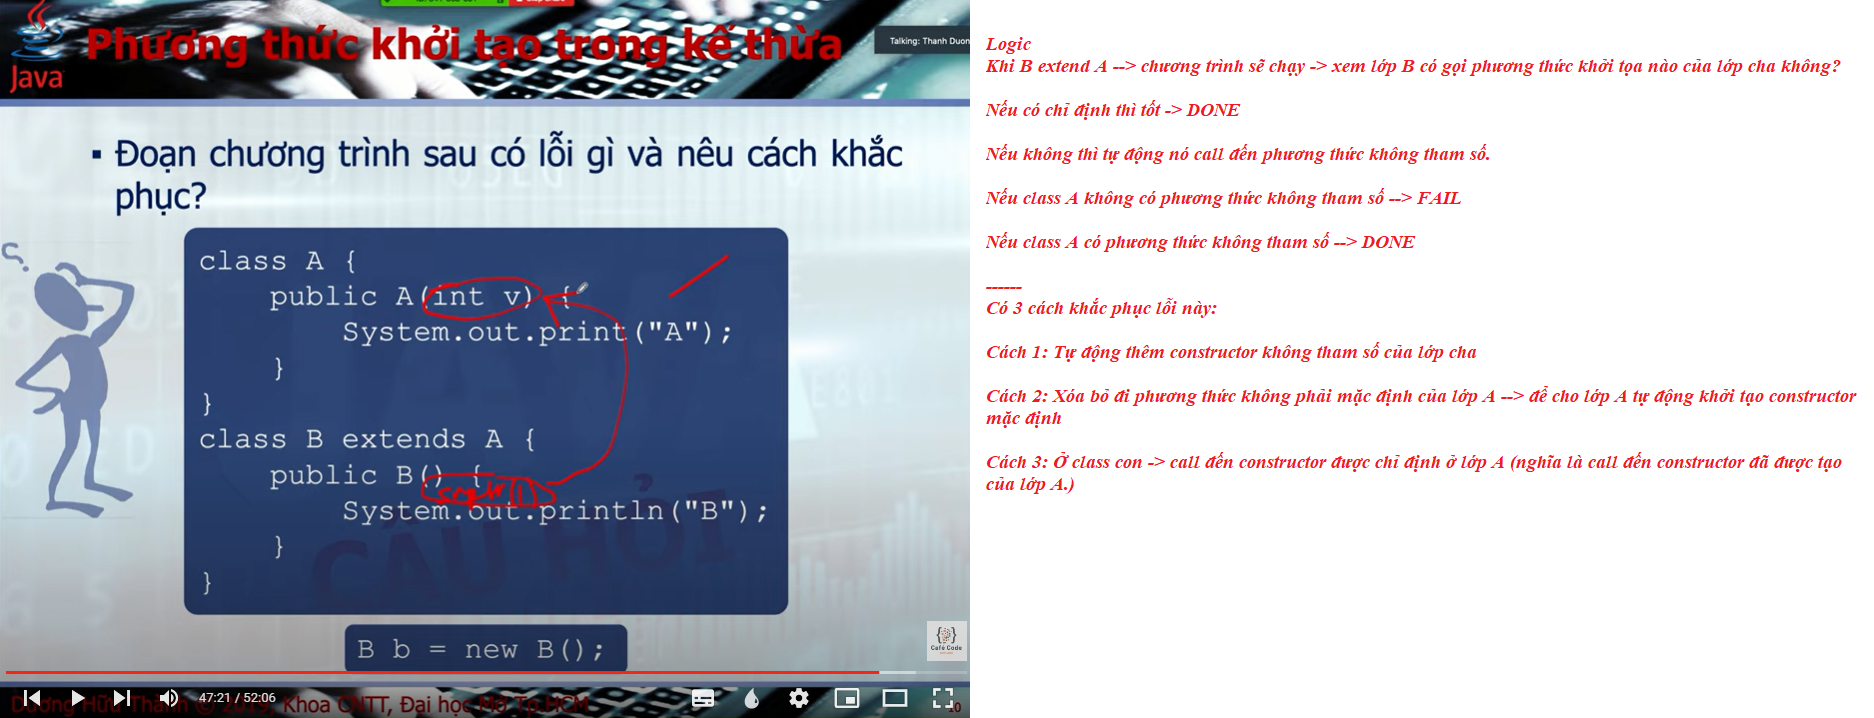 Phương thức khởi tạo trong kế thừa
Java
Talking: Thanh Duon
▪ Đoạn chương trình sau có lỗi gì và nêu cách khắc
phục?
class A {
public A(int v) {
System.out.print("A");
}
}
class B extends A {
public B() {
super()
System.out.println("B");
}
}
CÂU HỎI
B b = new B();
{ }
Café Code
47:21 / 52:06
Dương Hữu Thành © 2019, Khoa CNTT, Đại học Mở Tp.HCM
10
Logic
Khi B extend A --> chương trình sẽ chạy -> xem lớp B có gọi phương thức khởi tọa nào của lớp cha không?
Nếu có chỉ định thì tốt -> DONE
Nếu không thì tự động nó call đến phương thức không tham số.
Nếu class A không có phương thức không tham số --> FAIL
Nếu class A có phương thức không tham số --> DONE
------
Có 3 cách khắc phục lỗi này:
Cách 1: Tự động thêm constructor không tham số của lớp cha
Cách 2: Xóa bỏ đi phương thức không phải mặc định của lớp A --> để cho lớp A tự động khởi tạo constructor
mặc định
Cách 3: Ở class con -> call đến constructor được chỉ định ở lớp A (nghĩa là call đến constructor đã được tạo
của lớp A.)